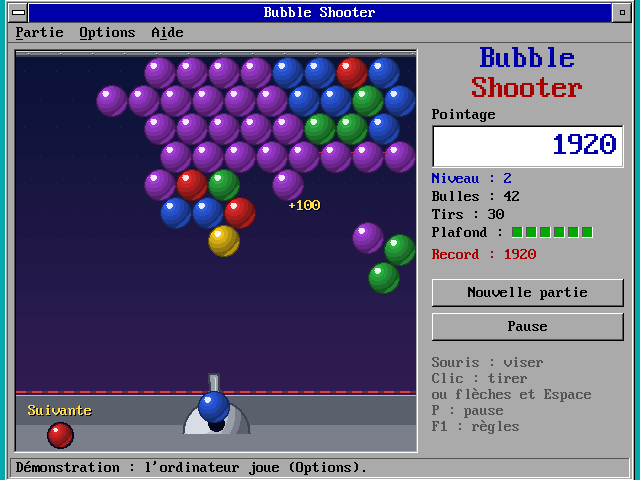 Bubble Shooter
Partie Options Aide
Bubble
Shooter
Pointage
1920
Niveau : 2
Bulles : 42
Tirs : 30
Plafond :
Record : 1920
Nouvelle partie
Pause
Souris : viser
Clic : tirer
ou flèches et Espace
P : pause
F1 : règles
+100
Suivante
Démonstration : l'ordinateur joue (Options).